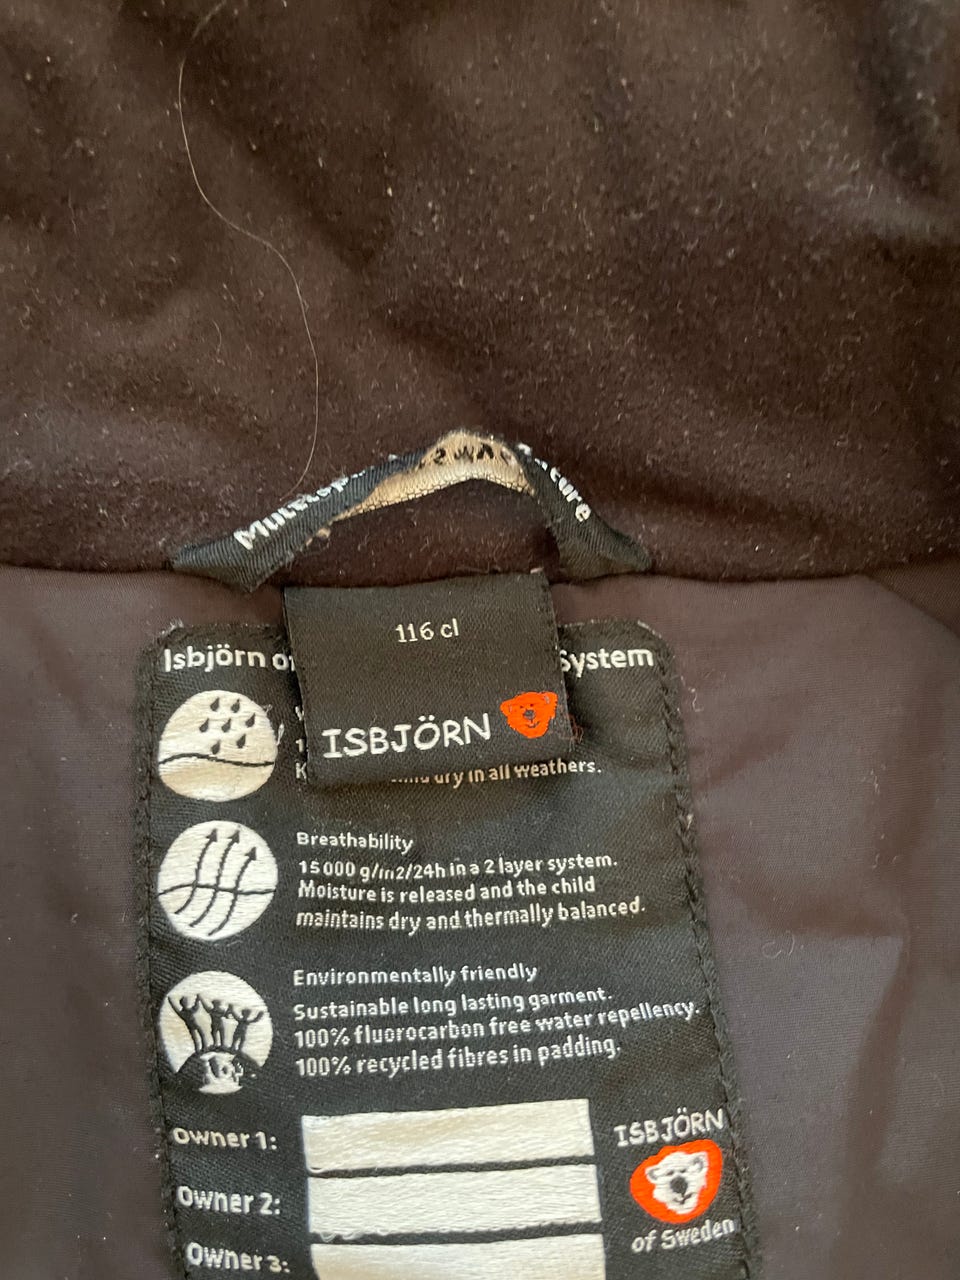 116 cl
ISBJÖRN
Isbjörn
System
in all weathers.
Breathability
15 000 g/m2/24h in a 2 layer system.
Moisture is released and the child
maintains dry and thermally balanced.
Environmentally friendly
Sustainable long lasting garment.
100% fluorocarbon free water repellency.
100% recycled fibres in padding.
Owner 1:
Owner 2:
Owner 3:
ISBJÖRN
of Sweden